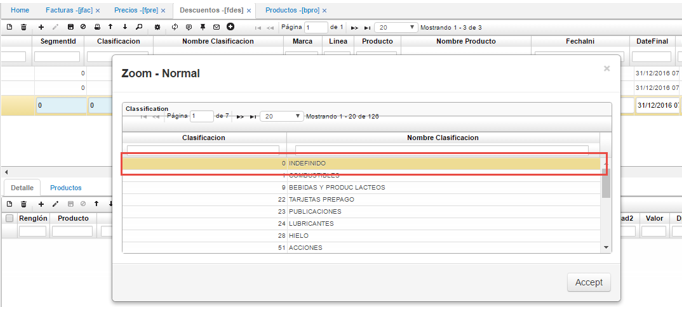 Home Facturas -[jfac] × Precios -[fpre] × Descuentos -[fdes] × Productos -[bpro] ×
Página 1 de 1 20 Mostrando 1 - 3 de 3
SegmentId Clasificacion Nombre Clasificacion Marca Linea Producto Nombre Producto FechaIni DateFinal
0 31/12/2016 07
0 31/12/2016 07
0 0 31/12/2016 07
Zoom - Normal ×
Classification
Página 1 de 7 20 Mostrando 1 - 20 de 126
Clasificacion Nombre Clasificacion
0 INDEFINIDO
1 COMBUSTIBLES
9 BEBIDAS Y PRODUC LACTEOS
22 TARJETAS PREPAGO
23 PUBLICACIONES
24 LUBRICANTES
28 HIELO
51 ACCIONES
Accept
Detalle Productos
Renglón Producto ad2 Valor D